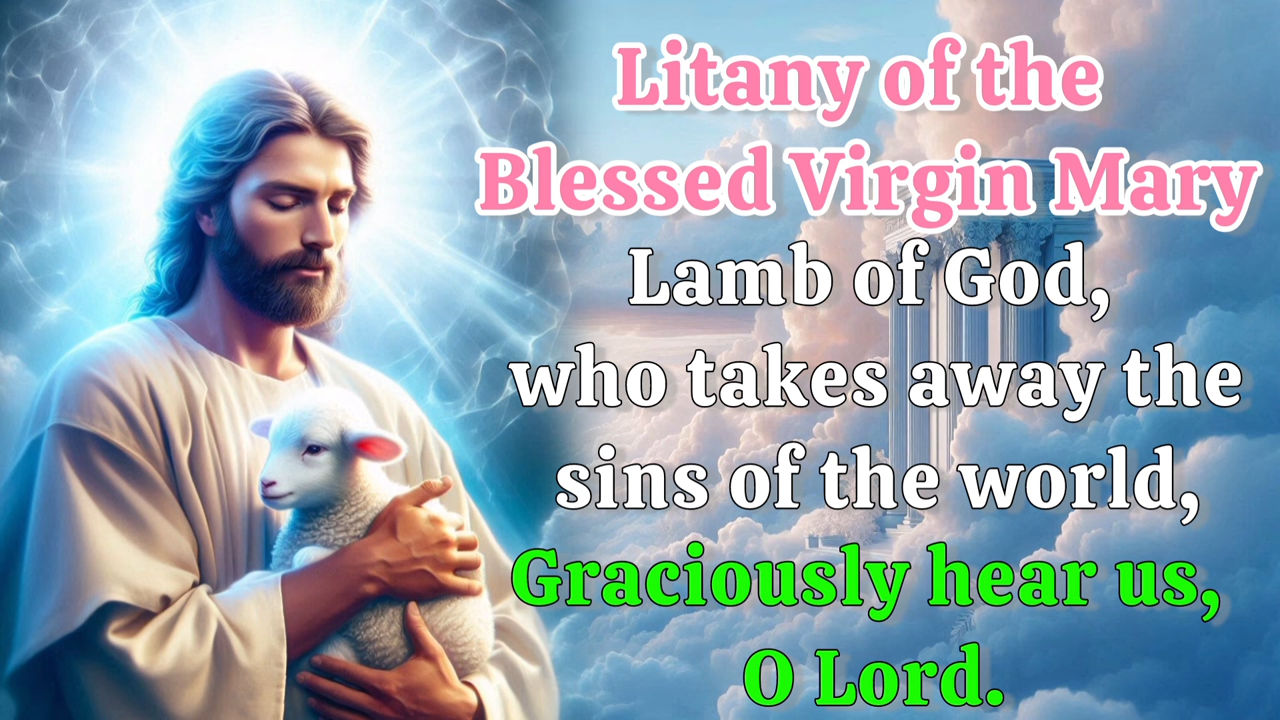 Litany of the
Blessed Virgin Mary
Lamb of God,
who takes away the
sins of the world,
Graciously hear us,
O Lord.